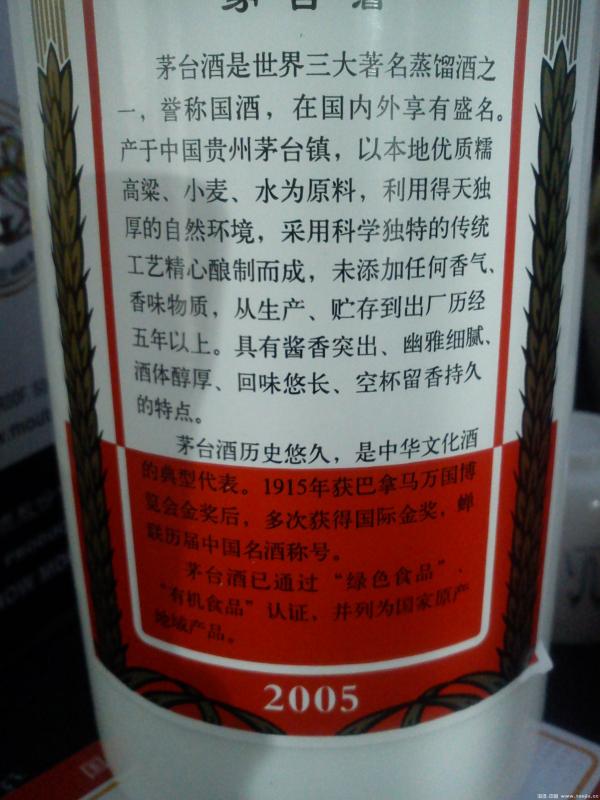 茅台酒
茅台酒是世界三大著名蒸馏酒之
一，誉称国酒，在国内外享有盛名。
产于中国贵州茅台镇，以本地优质糯
高粱、小麦、水为原料，利用得天独
厚的自然环境，采用科学独特的传统
工艺精心酿制而成，未添加任何香气、
香味物质，从生产、贮存到出厂历经
五年以上。具有酱香突出、幽雅细腻、
酒体醇厚、回味悠长、空杯留香持久
的特点。
茅台酒历史悠久，是中华文化酒
的典型代表。1915年获巴拿马万国博
览会金奖后，多次获得国际金奖，蝉
联历届中国名酒称号。
茅台酒已通过“绿色食品”、
“有机食品”认证，并列为国家原产
地域产品。
2005